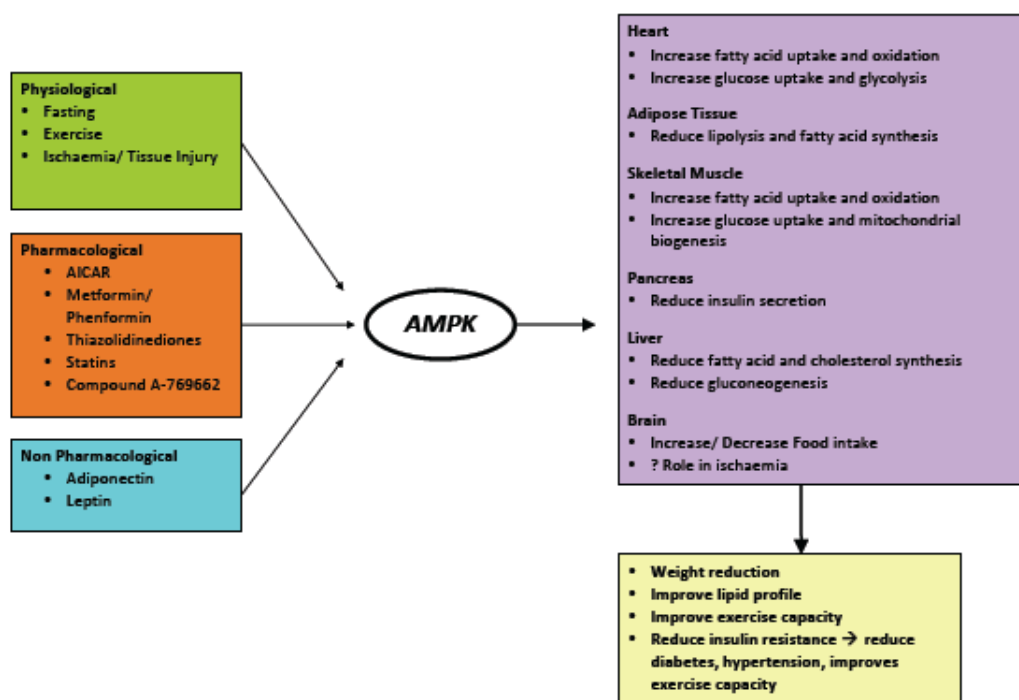 Physiological
• Fasting
• Exercise
• Ischaemia/ Tissue Injury
Pharmacological
• AICAR
• Metformin/
Phenformin
• Thiazolidinediones
• Statins
• Compound A-769662
Non Pharmacological
• Adiponectin
• Leptin
AMPK
Heart
• Increase fatty acid uptake and oxidation
• Increase glucose uptake and glycolysis
Adipose Tissue
• Reduce lipolysis and fatty acid synthesis
Skeletal Muscle
• Increase fatty acid uptake and oxidation
• Increase glucose uptake and mitochondrial
biogenesis
Pancreas
• Reduce insulin secretion
Liver
• Reduce fatty acid and cholesterol synthesis
• Reduce gluconeogenesis
Brain
• Increase/ Decrease Food intake
• ? Role in ischaemia
• Weight reduction
• Improve lipid profile
• Improve exercise capacity
• Reduce insulin resistance → reduce
diabetes, hypertension, improves
exercise capacity